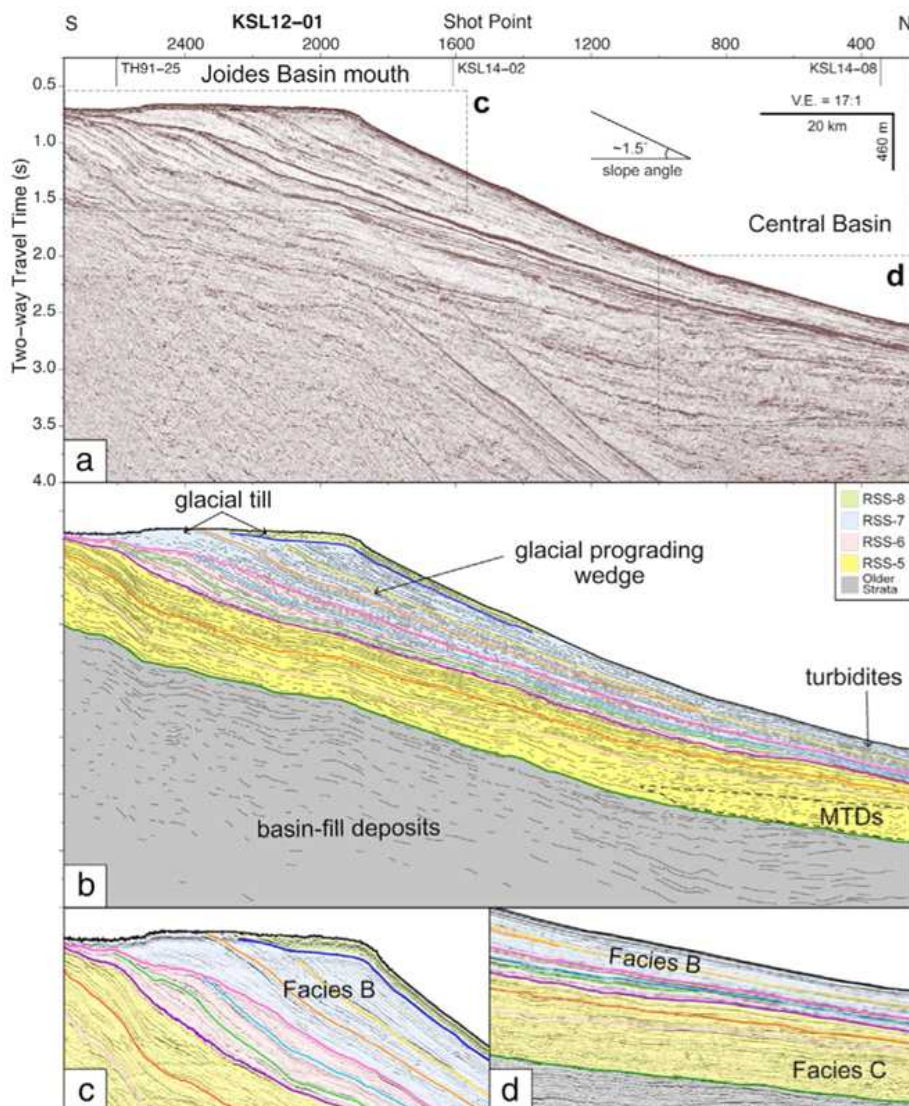 S KSL12–01 Shot Point N
2400 2000 1600 1200 800 400
TH91-25 KSL14-02 KSL14-08
Joides Basin mouth
c
V.E. = 17:1
20 km
460 m
~1.5°
slope angle
Central Basin
d
Two–way Travel Time (s)
0.5
1.0
1.5
2.0
2.5
3.0
3.5
4.0
a
glacial till
glacial prograding
wedge
turbidites
MTDs
basin-fill deposits
RSS-8
RSS-7
RSS-6
RSS-5
Older
Strata
b
Facies B
c
Facies B
Facies C
d